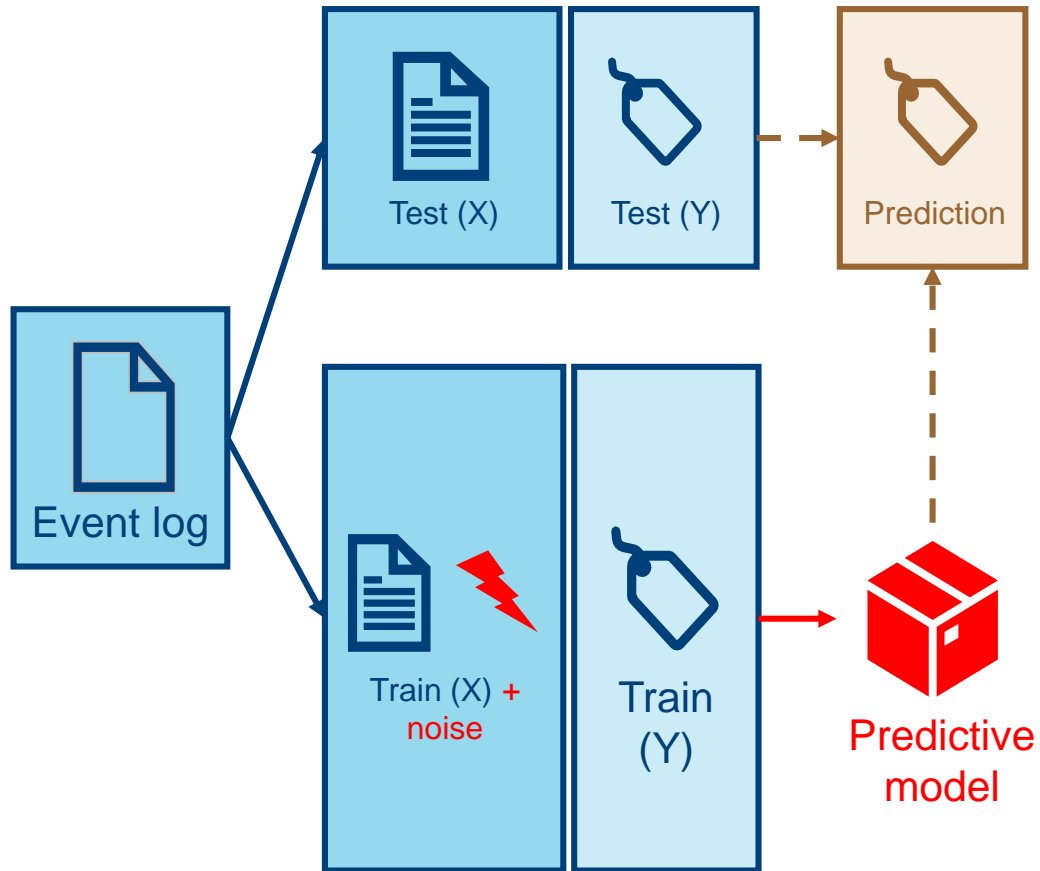 Test (X)
Test (Y)
Prediction
Event log
Train (X) +
noise
Train
(Y)
Predictive
model